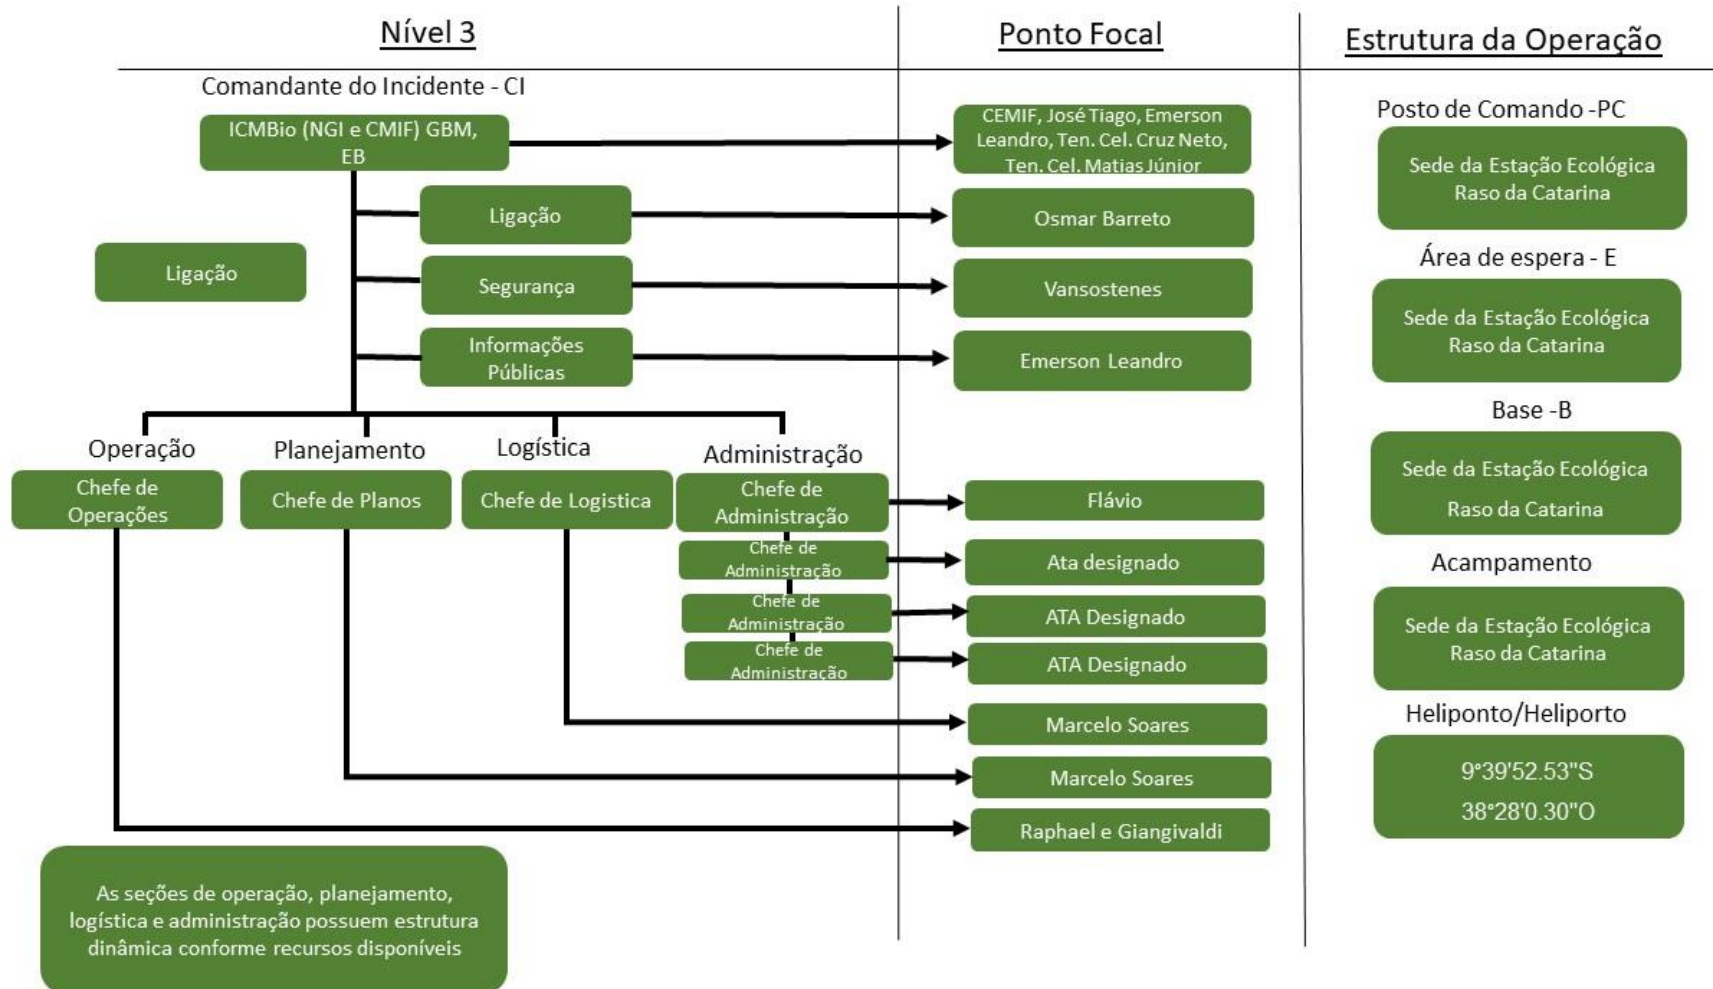 Nível 3
Ponto Focal
Estrutura da Operação
Comandante do Incidente - CI
ICMBio (NGI e CMIF) GBM,
EB
CEMIF, José Tiago, Emerson
Leandro, Ten. Cel. Cruz Neto,
Ten. Cel. Matias Júnior
Posto de Comando -PC
Sede da Estação Ecológica
Raso da Catarina
Ligação
Osmar Barreto
Ligação
Segurança
Vansostenes
Área de espera - E
Sede da Estação Ecológica
Raso da Catarina
Informações
Públicas
Emerson Leandro
Base -B
Sede da Estação Ecológica
Raso da Catarina
Operação
Planejamento
Logística
Administração
Chefe de
Operações
Chefe de Planos
Chefe de Logistica
Chefe de
Administração
Flávio
Chefe de
Administração
Ata designado
Chefe de
Administração
ATA Designado
Chefe de
Administração
ATA Designado
Acampamento
Sede da Estação Ecológica
Raso da Catarina
Marcelo Soares
Marcelo Soares
Raphael e Giangivaldi
Heliponto/Heliporto
9°39'52.53"S
38°28'0.30"O
As seções de operação, planejamento,
logística e administração possuem estrutura
dinâmica conforme recursos disponíveis